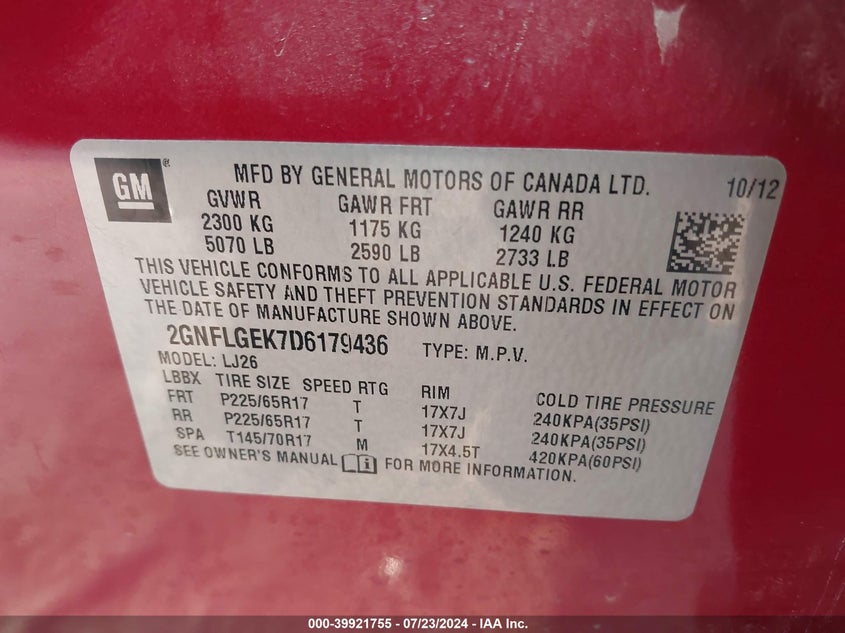 GM ®
MFD BY GENERAL MOTORS OF CANADA LTD. 10/12
GVWR GAWR FRT GAWR RR
2300 KG 1175 KG 1240 KG
5070 LB 2590 LB 2733 LB
THIS VEHICLE CONFORMS TO ALL APPLICABLE U.S. FEDERAL MOTOR
VEHICLE SAFETY AND THEFT PREVENTION STANDARDS IN EFFECT ON
THE DATE OF MANUFACTURE SHOWN ABOVE.
2GNFLGEK7D6179436 TYPE: M.P.V.
MODEL: LJ26
LBBX TIRE SIZE SPEED RTG RIM COLD TIRE PRESSURE
FRT P225/65R17 T 17X7J 240KPA(35PSI)
RR P225/65R17 T 17X7J 240KPA(35PSI)
SPA T145/70R17 M 17X4.5T 420KPA(60PSI)
SEE OWNER'S MANUAL i FOR MORE INFORMATION.
000-39921755 / 07/23/2024 - IAA Inc.